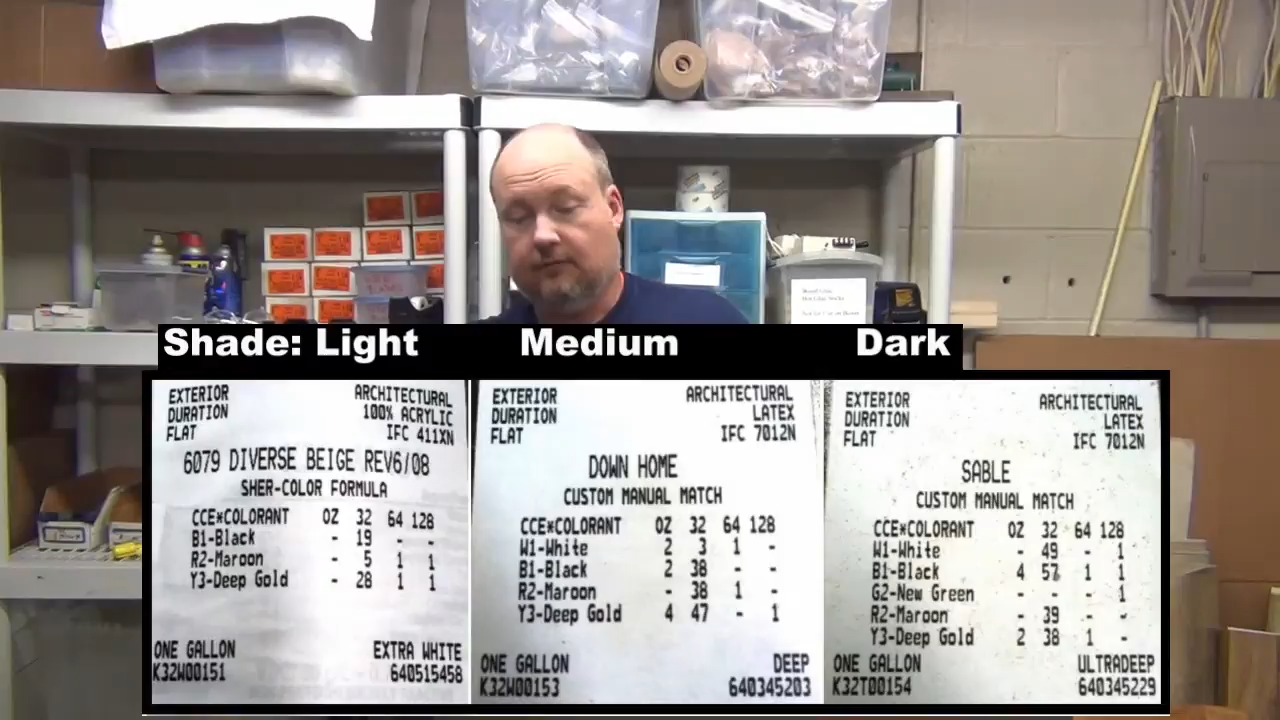 Shade: Light Medium Dark
EXTERIOR ARCHITECTURAL
DURATION 100% ACRYLIC
FLAT IFC 411XN
6079 DIVERSE BEIGE REV6/08
SHER-COLOR FORMULA
CCE*COLORANT OZ 32 64 128
B1-Black - 19 - -
R2-Maroon - 5 1 1
Y3-Deep Gold - 28 1 1
ONE GALLON EXTRA WHITE
K32W00151 640515458
EXTERIOR ARCHITECTURAL
DURATION LATEX
FLAT IFC 7012N
DOWN HOME
CUSTOM MANUAL MATCH
CCE*COLORANT OZ 32 64 128
W1-White 2 3 1 -
B1-Black 2 38 - -
R2-Maroon - 38 1 -
Y3-Deep Gold 4 47 - 1
ONE GALLON DEEP
K32W00153 640345203
EXTERIOR ARCHITECTURAL
DURATION LATEX
FLAT IFC 7012N
SABLE
CUSTOM MANUAL MATCH
CCE*COLORANT OZ 32 64 128
W1-White - 49 - 1
B1-Black 4 57 1 1
G2-New Green - - - 1
R2-Maroon - 39 - -
Y3-Deep Gold 2 38 1 -
ONE GALLON ULTRADEEP
K32T00154 640345229